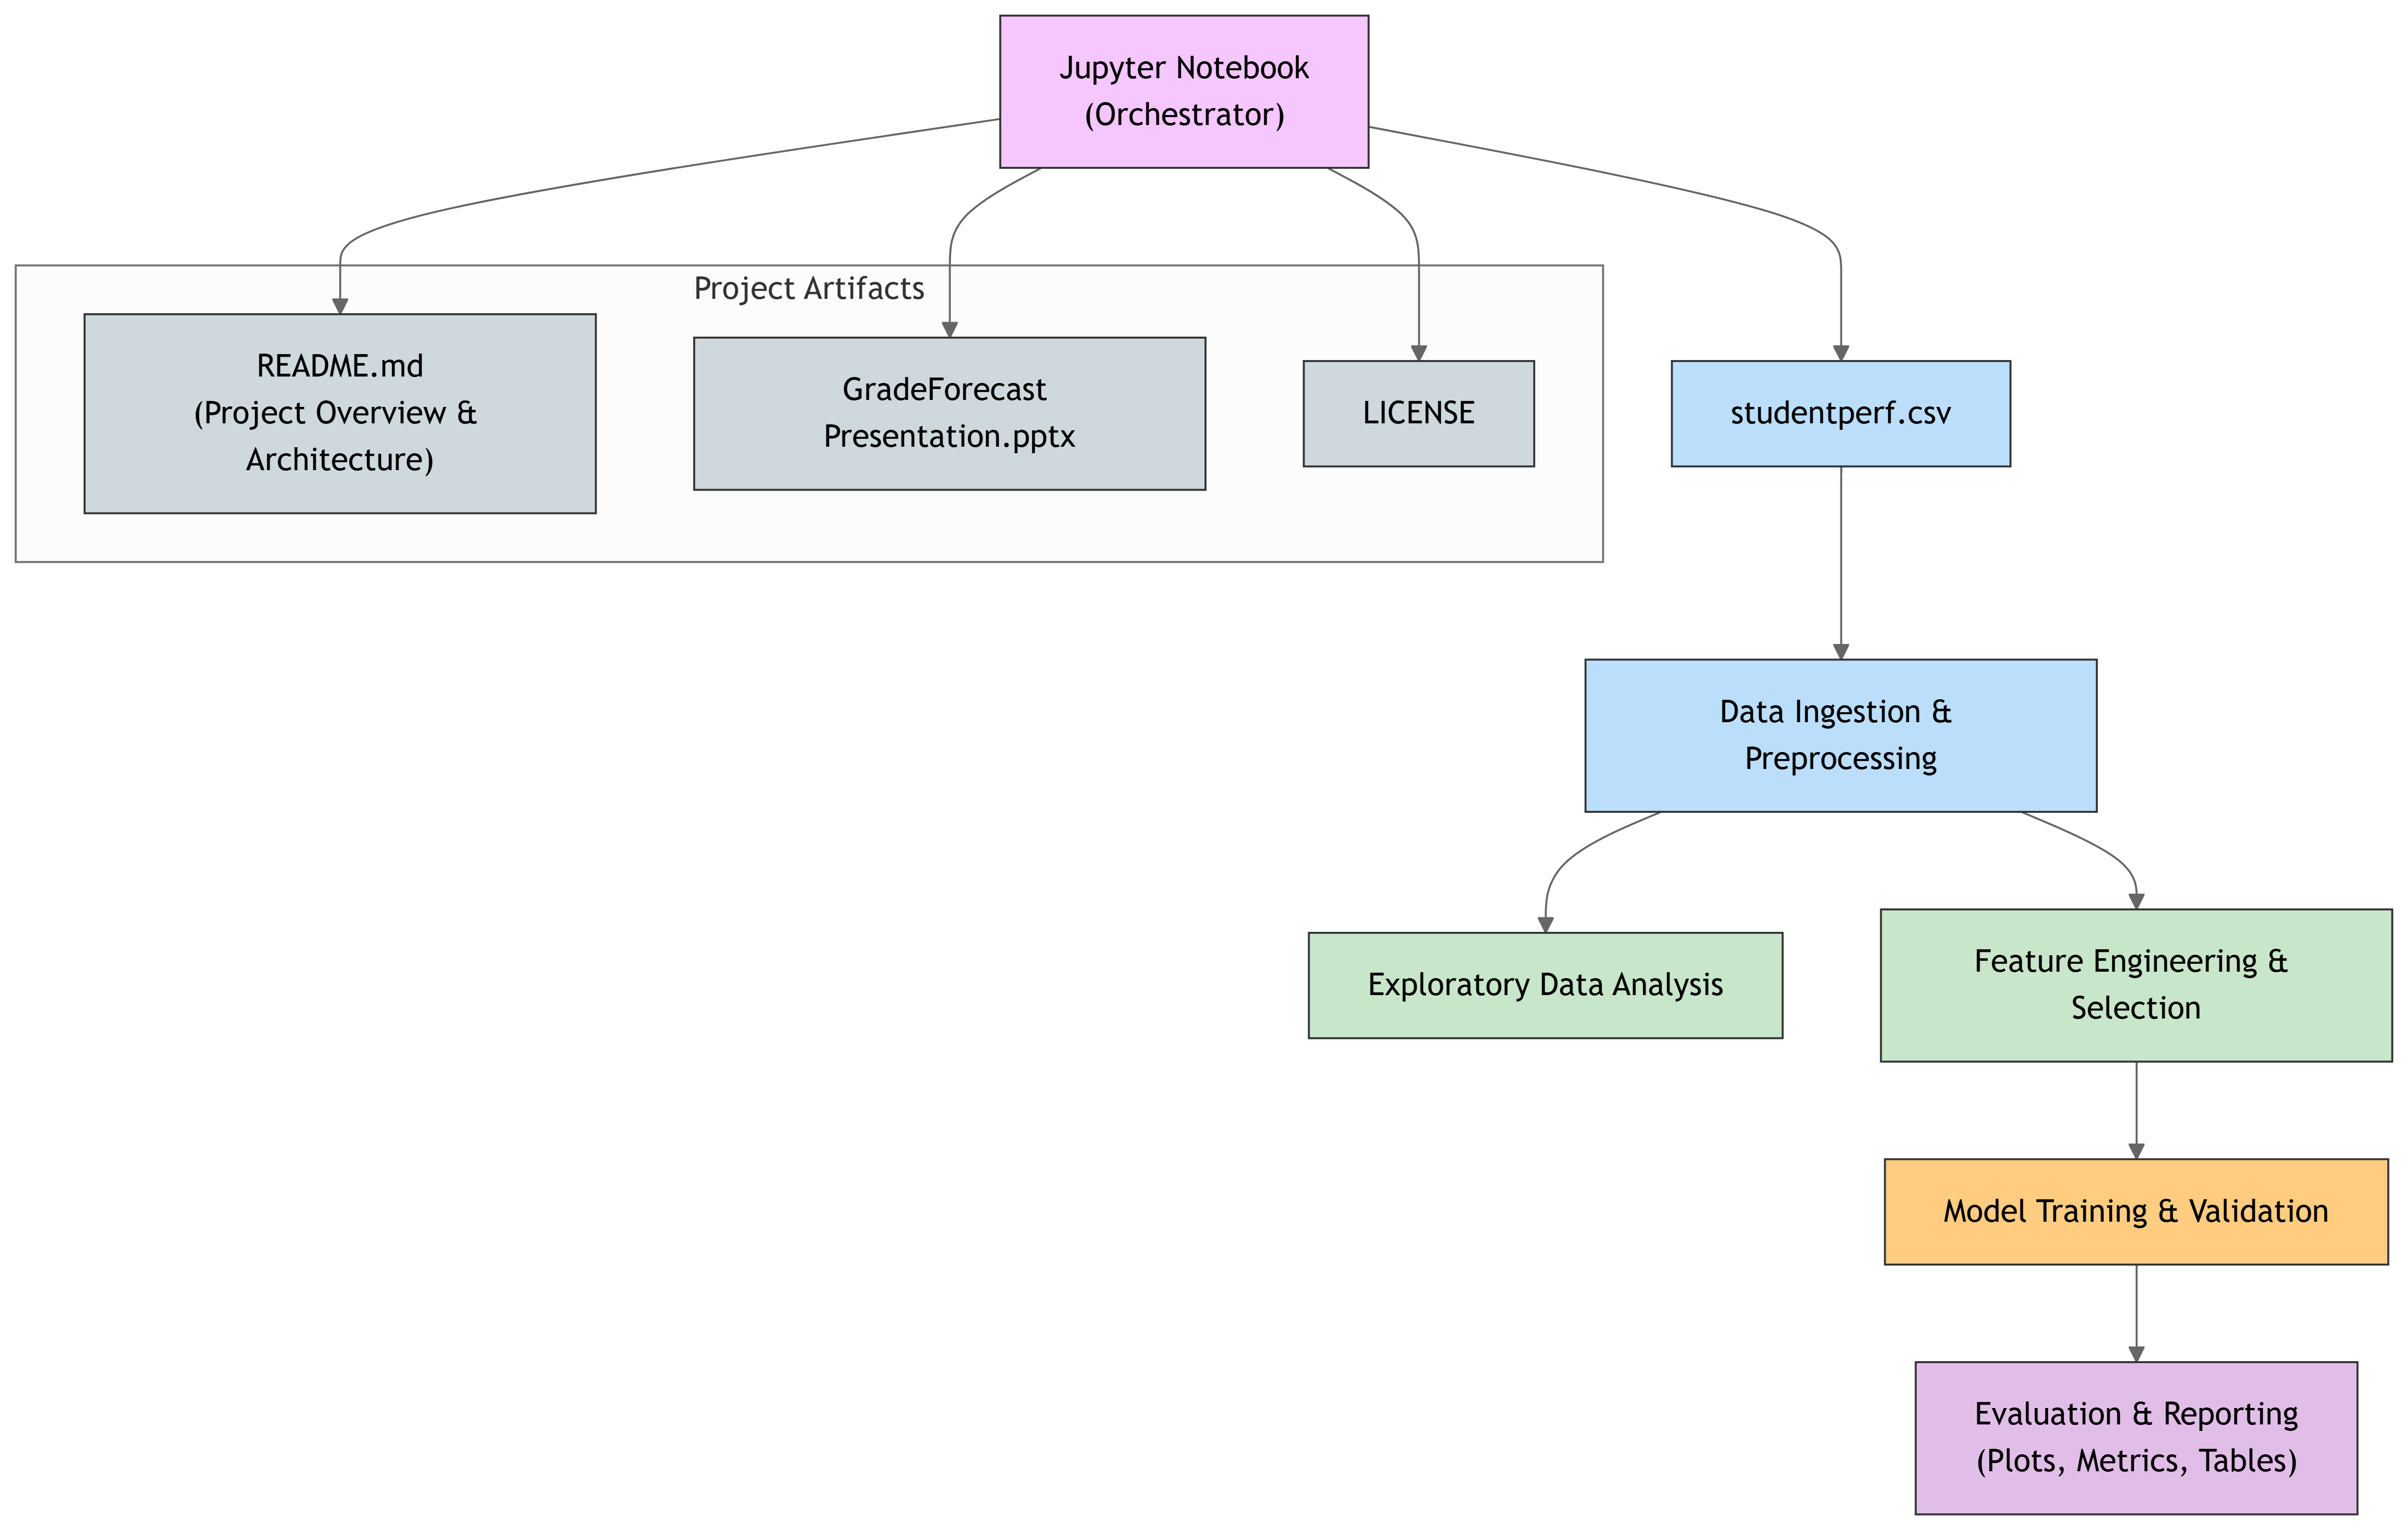 Jupyter Notebook
(Orchestrator)
Project Artifacts
README.md
(Project Overview &
Architecture)
GradeForecast
Presentation.pptx
LICENSE
studentperf.csv
Data Ingestion &
Preprocessing
Exploratory Data Analysis
Feature Engineering &
Selection
Model Training & Validation
Evaluation & Reporting
(Plots, Metrics, Tables)